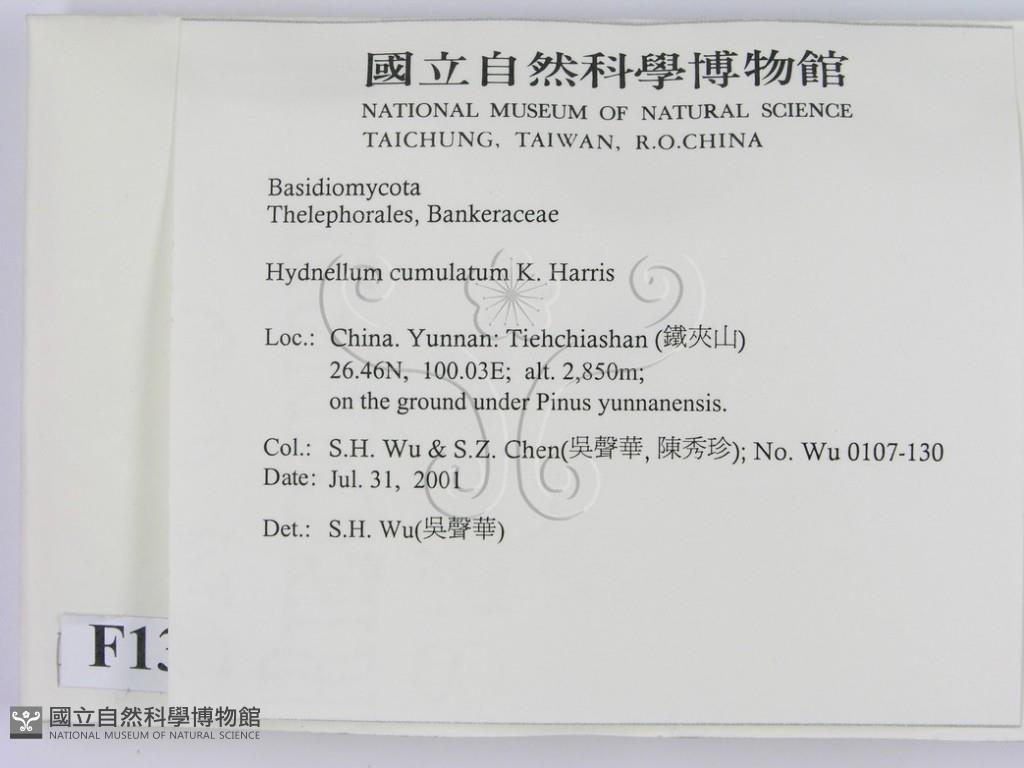 國立自然科學博物館
NATIONAL MUSEUM OF NATURAL SCIENCE
TAICHUNG, TAIWAN, R.O.CHINA
Basidiomycota
Thelephorales, Bankeraceae
Hydnellum cumulatum K. Harris
Loc.: China. Yunnan: Tiehchiashan (鐵夾山)
26.46N, 100.03E; alt. 2,850m;
on the ground under Pinus yunnanensis.
Col.: S.H. Wu & S.Z. Chen(吳聲華, 陳秀珍); No. Wu 0107-130
Date: Jul. 31, 2001
Det.: S.H. Wu(吳聲華)
F13
國立自然科學博物館
NATIONAL MUSEUM OF NATURAL SCIENCE